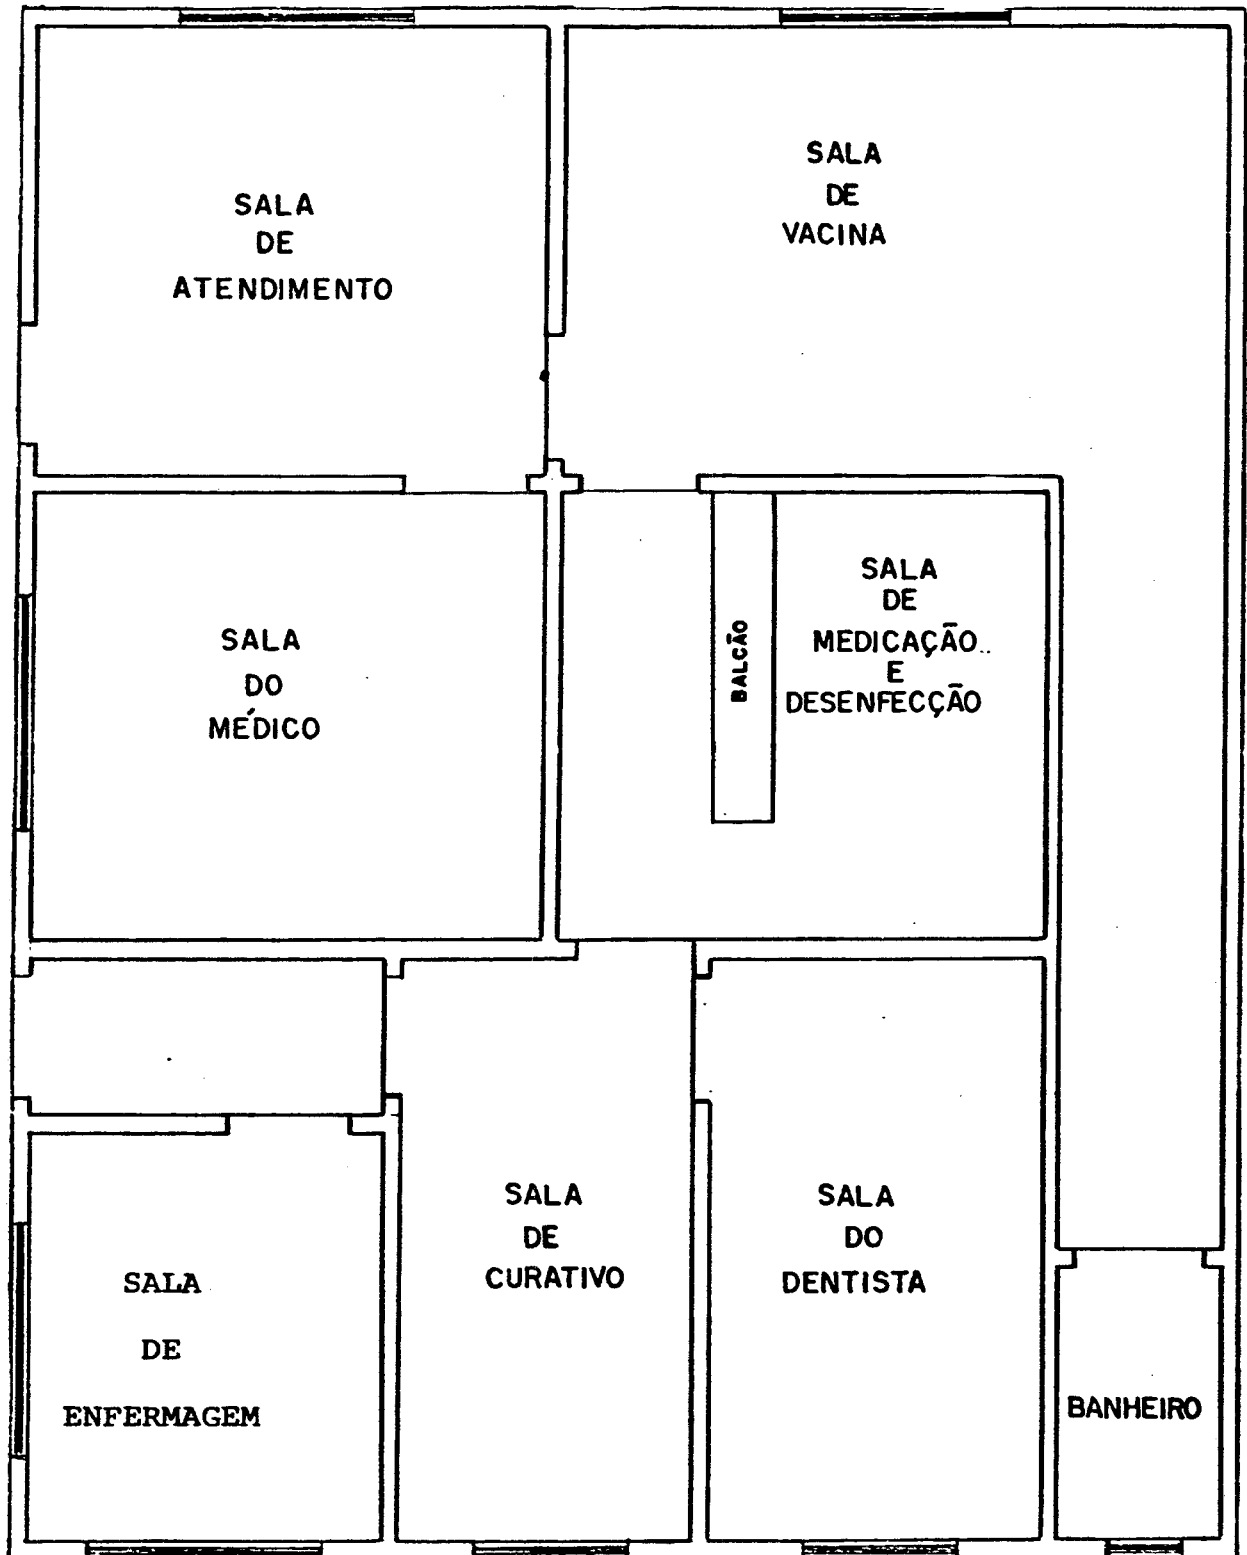 SALA
DE
ATENDIMENTO
SALA
DE
VACINA
SALA
DO
MÉDICO
BALCÃO
SALA
DE
MEDICAÇÃO
E
DESENFECÇÃO
SALA
DE
ENFERMAGEM
SALA
DE
CURATIVO
SALA
DO
DENTISTA
BANHEIRO